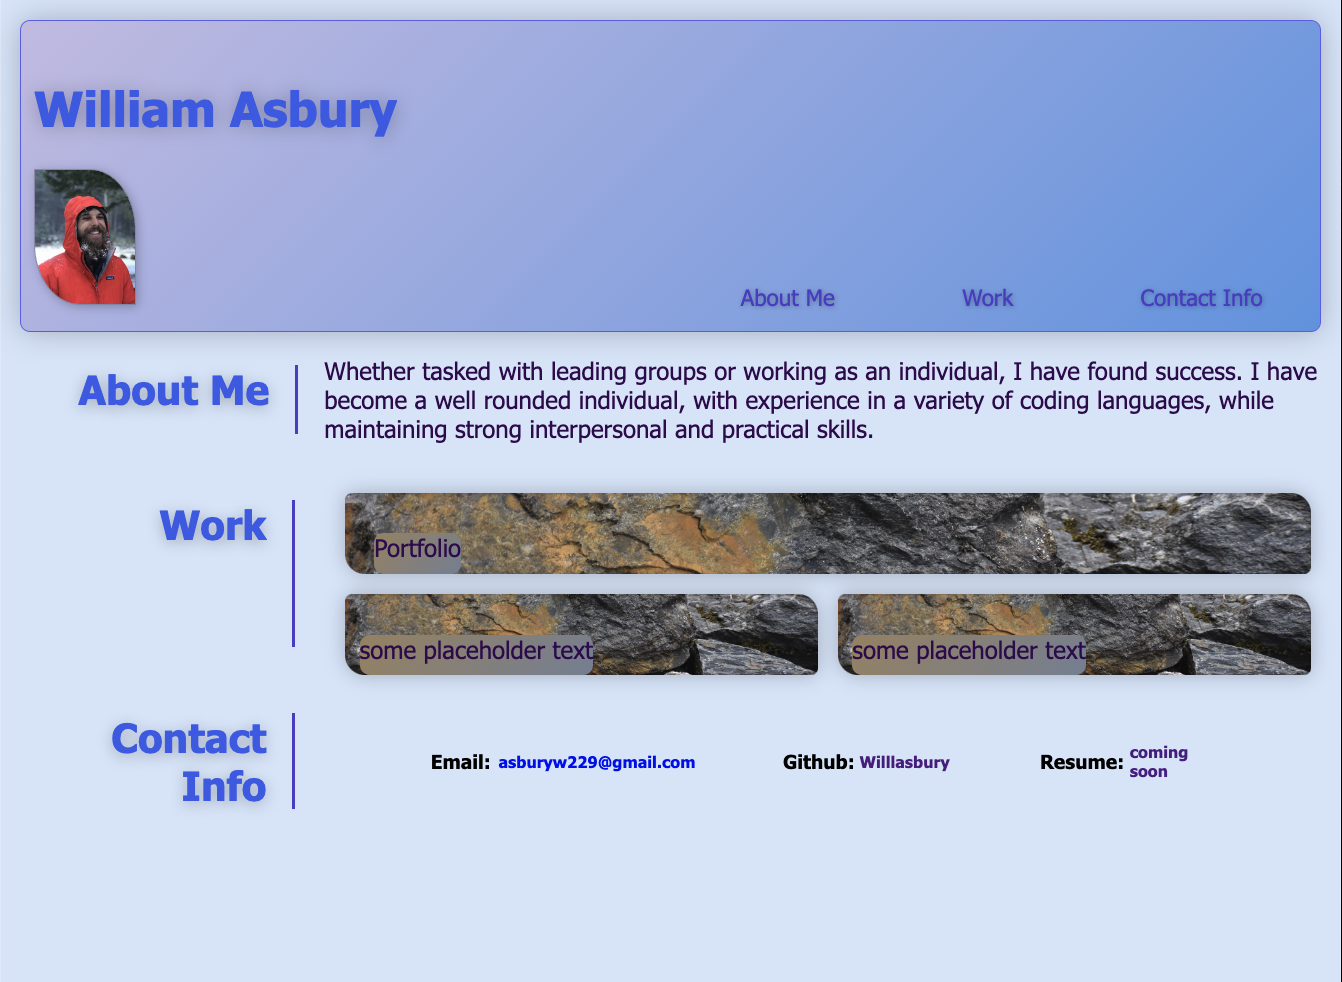 William Asbury
About Me
Work
Contact Info
About Me
Whether tasked with leading groups or working as an individual, I have found success. I have
become a well rounded individual, with experience in a variety of coding languages, while
maintaining strong interpersonal and practical skills.
Work
Portfolio
some placeholder text
some placeholder text
Contact
Info
Email: asburyw229@gmail.com
Github: Willlasbury
Resume: coming
soon